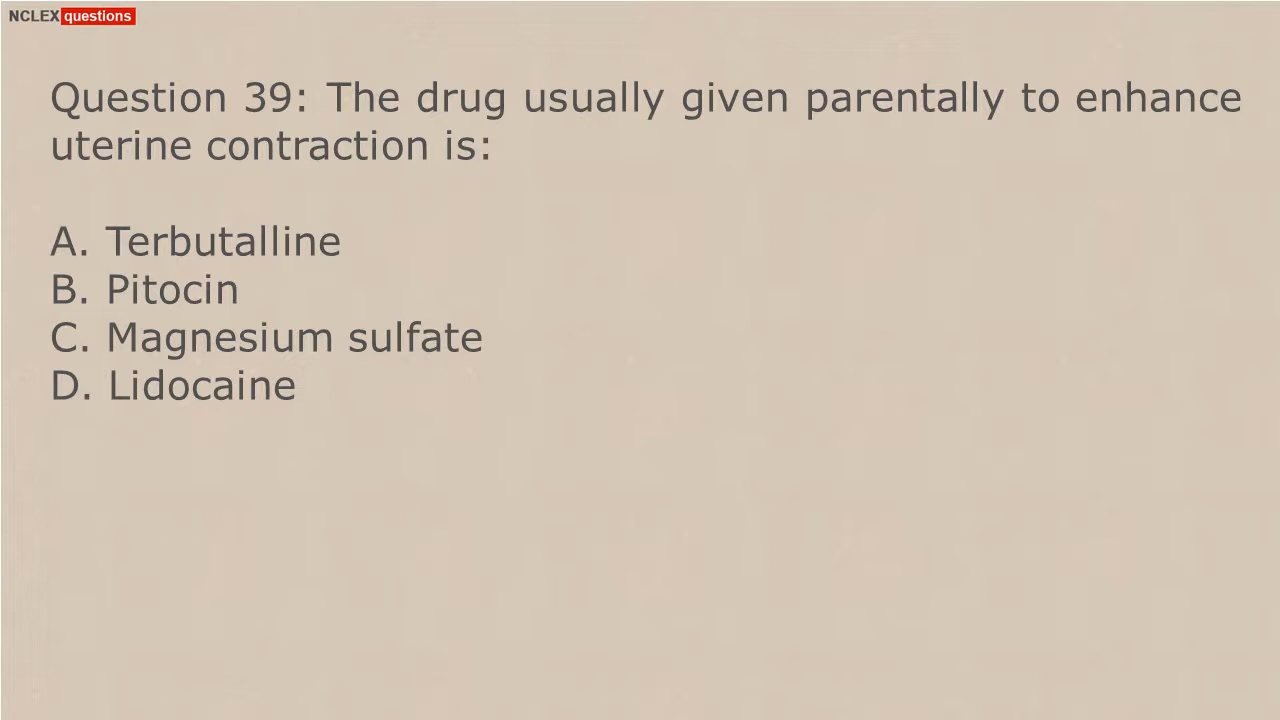 NCLEX questions
Question 39: The drug usually given parentally to enhance
uterine contraction is:
A. Terbutalline
B. Pitocin
C. Magnesium sulfate
D. Lidocaine